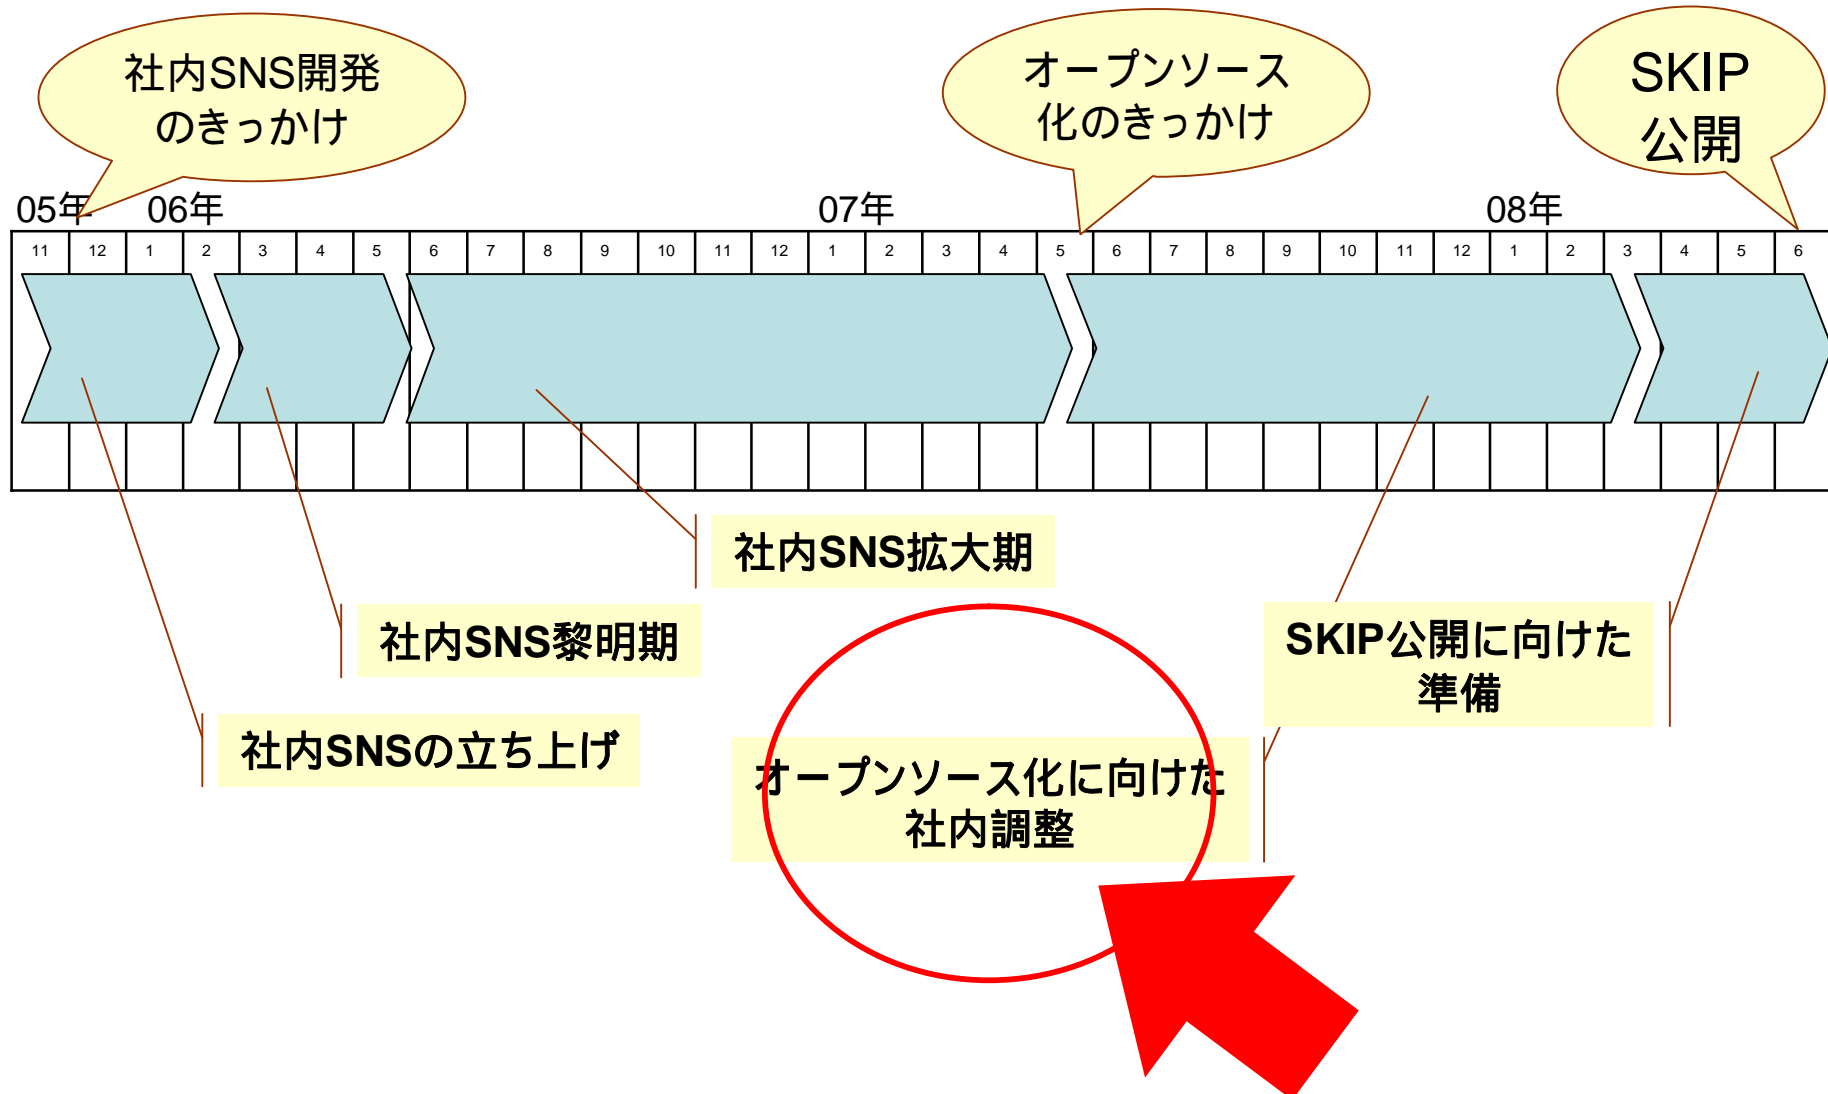 社内SNS開発
のきっかけ
オープンソース
化のきっかけ
SKIP
公開
05年 06年 07年 08年
11 12 1 2 3 4 5 6 7 8 9 10 11 12 1 2 3 4 5 6 7 8 9 10 11 12 1 2 3 4 5 6
社内SNS拡大期
社内SNS黎明期
SKIP公開に向けた
準備
社内SNSの立ち上げ
オープンソース化に向けた
社内調整